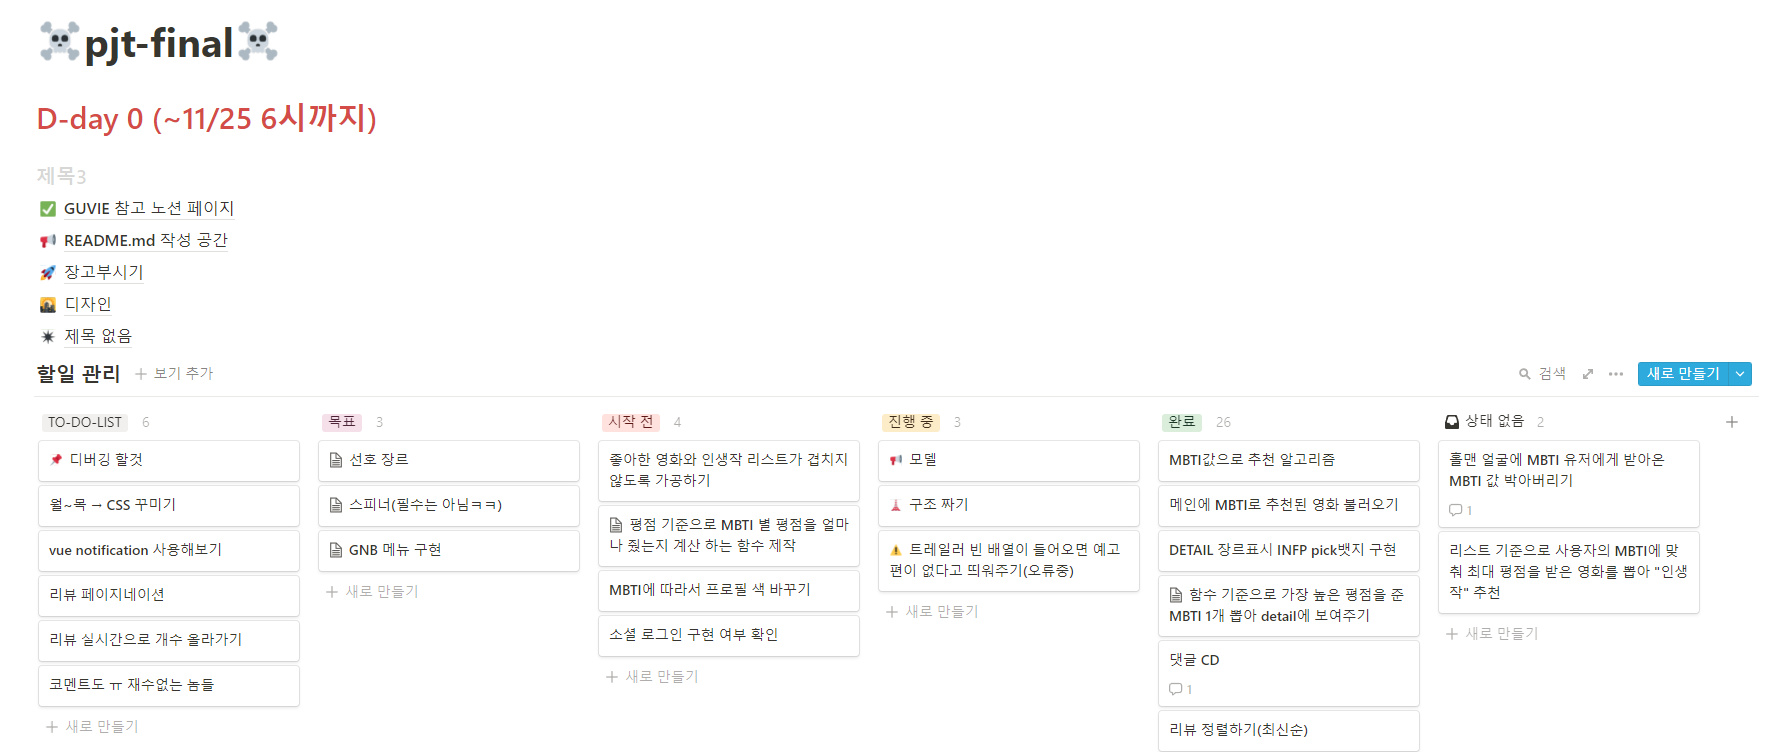 pjt-final
D-day 0 (~11/25 6시까지)
제목3
GUVIE 참고 노션 페이지
README.md 작성 공간
장고부시기
디자인
제목 없음
할일 관리
+ 보기 추가
검색
새로 만들기
TO-DO-LIST 6
디버깅 할것
월~목 → CSS 꾸미기
vue notification 사용해보기
리뷰 페이지네이션
리뷰 실시간으로 개수 올라가기
코멘트도 ㅠ 재수없는 놈들
+ 새로 만들기
목표 3
선호 장르
스피너(필수는 아님ㅋㅋ)
GNB 메뉴 구현
+ 새로 만들기
시작 전 4
좋아한 영화와 인생작 리스트가 겹치지
않도록 가공하기
평점 기준으로 MBTI 별 평점을 얼마
나 줬는지 계산 하는 함수 제작
MBTI에 따라서 프로필 색 바꾸기
소셜 로그인 구현 여부 확인
+ 새로 만들기
진행 중 3
모델
구조 짜기
트레일러 빈 배열이 들어오면 예고
편이 없다고 띄워주기(오류중)
+ 새로 만들기
완료 26
MBTI값으로 추천 알고리즘
메인에 MBTI로 추천된 영화 불러오기
DETAIL 장르표시 INFP pick뱃지 구현
함수 기준으로 가장 높은 평점을 준
MBTI 1개 뽑아 detail에 보여주기
댓글 CD
1
리뷰 정렬하기(최신순)
상태 없음 2
홀맨 얼굴에 MBTI 유저에게 받아온
MBTI 값 박아버리기
1
리스트 기준으로 사용자의 MBTI에 맞
춰 최대 평점을 받은 영화를 뽑아 "인생
작" 추천
+ 새로 만들기